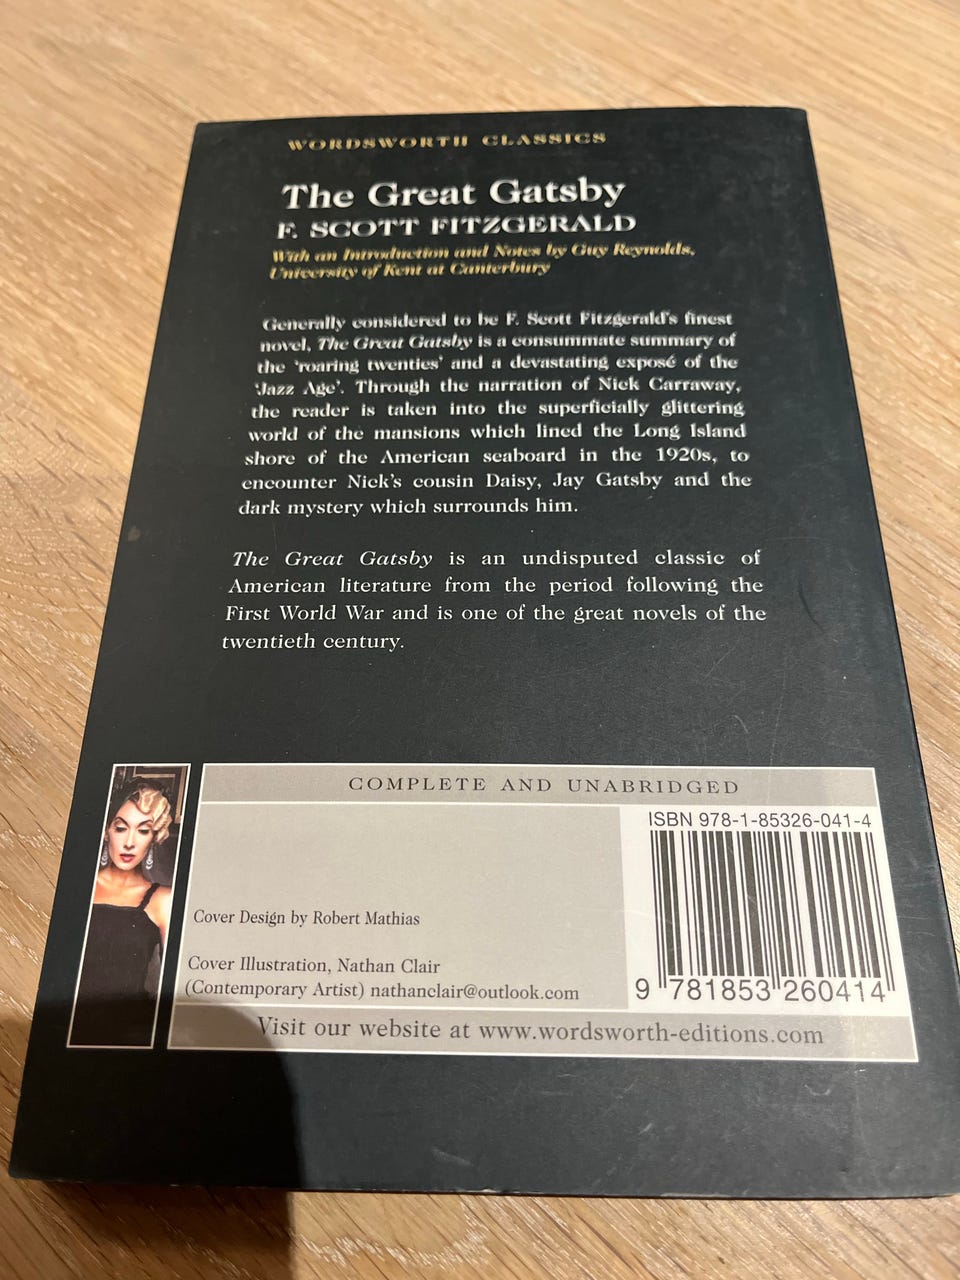 WORDSWORTH CLASSICS
The Great Gatsby
F. SCOTT FITZGERALD
With an Introduction and Notes by Guy Reynolds,
University of Kent at Canterbury
Generally considered to be F. Scott Fitzgerald's finest
novel, The Great Gatsby is a consummate summary of
the 'roaring twenties' and a devastating exposé of the
'Jazz Age'. Through the narration of Nick Carraway,
the reader is taken into the superficially glittering
world of the mansions which lined the Long Island
shore of the American seaboard in the 1920s, to
encounter Nick's cousin Daisy, Jay Gatsby and the
dark mystery which surrounds him.
The Great Gatsby is an undisputed classic of
American literature from the period following the
First World War and is one of the great novels of the
twentieth century.
COMPLETE AND UNABRIDGED
ISBN 978-1-85326-041-4
Cover Design by Robert Mathias
Cover Illustration, Nathan Clair
(Contemporary Artist) nathanclair@outlook.com
9 781853 260414
Visit our website at www.wordsworth-editions.com